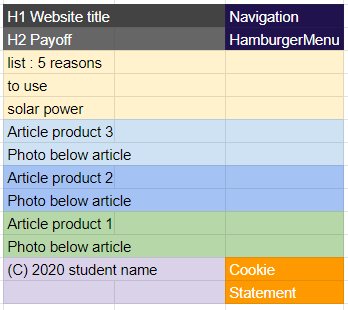 H1 Website title Navigation
H2 Payoff HamburgerMenu
list : 5 reasons
to use
solar power
Article product 3
Photo below article
Article product 2
Photo below article
Article product 1
Photo below article
(C) 2020 student name Cookie
Statement